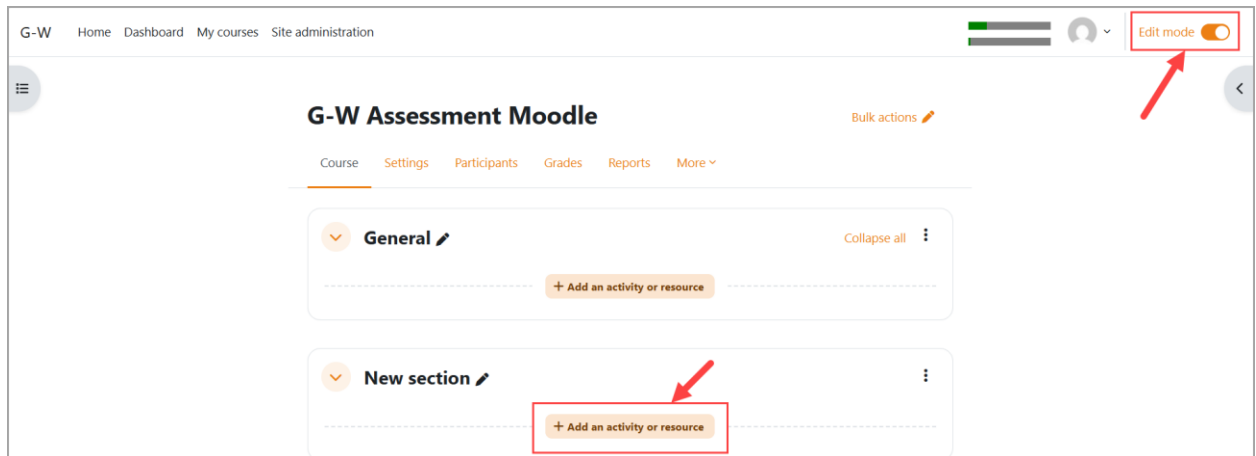 G-W Home Dashboard My courses Site administration Edit mode
G-W Assessment Moodle
Bulk actions
Course Settings Participants Grades Reports More
General
Collapse all
+ Add an activity or resource
New section
+ Add an activity or resource